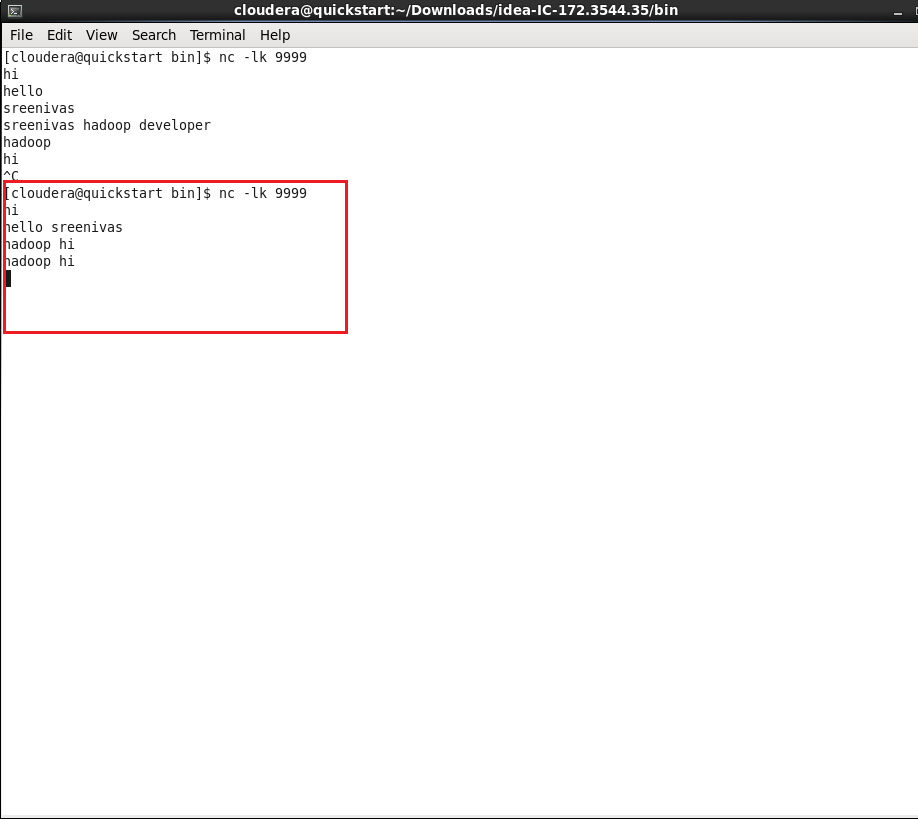 cloudera@quickstart:~/Downloads/idea-IC-172.3544.35/bin
File Edit View Search Terminal Help
[cloudera@quickstart bin]$ nc -lk 9999
hi
hello
sreenivas
sreenivas hadoop developer
hadoop
hi
^C
[cloudera@quickstart bin]$ nc -lk 9999
hi
hello sreenivas
hadoop hi
hadoop hi